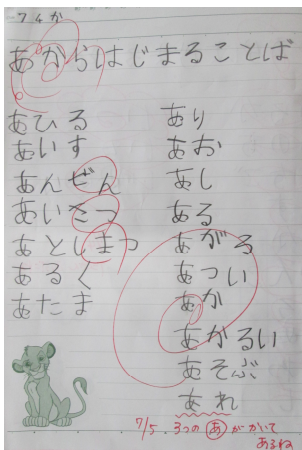 あからはじまることば
あひる
あいす
あんぜん
あいさつ
あとしまつ
あるく
あたま
あり
あお
あし
ある
あがる
あつい
あか
あかるい
あそぶ
あれ
7/5. 3つの あ がかいて
あるね